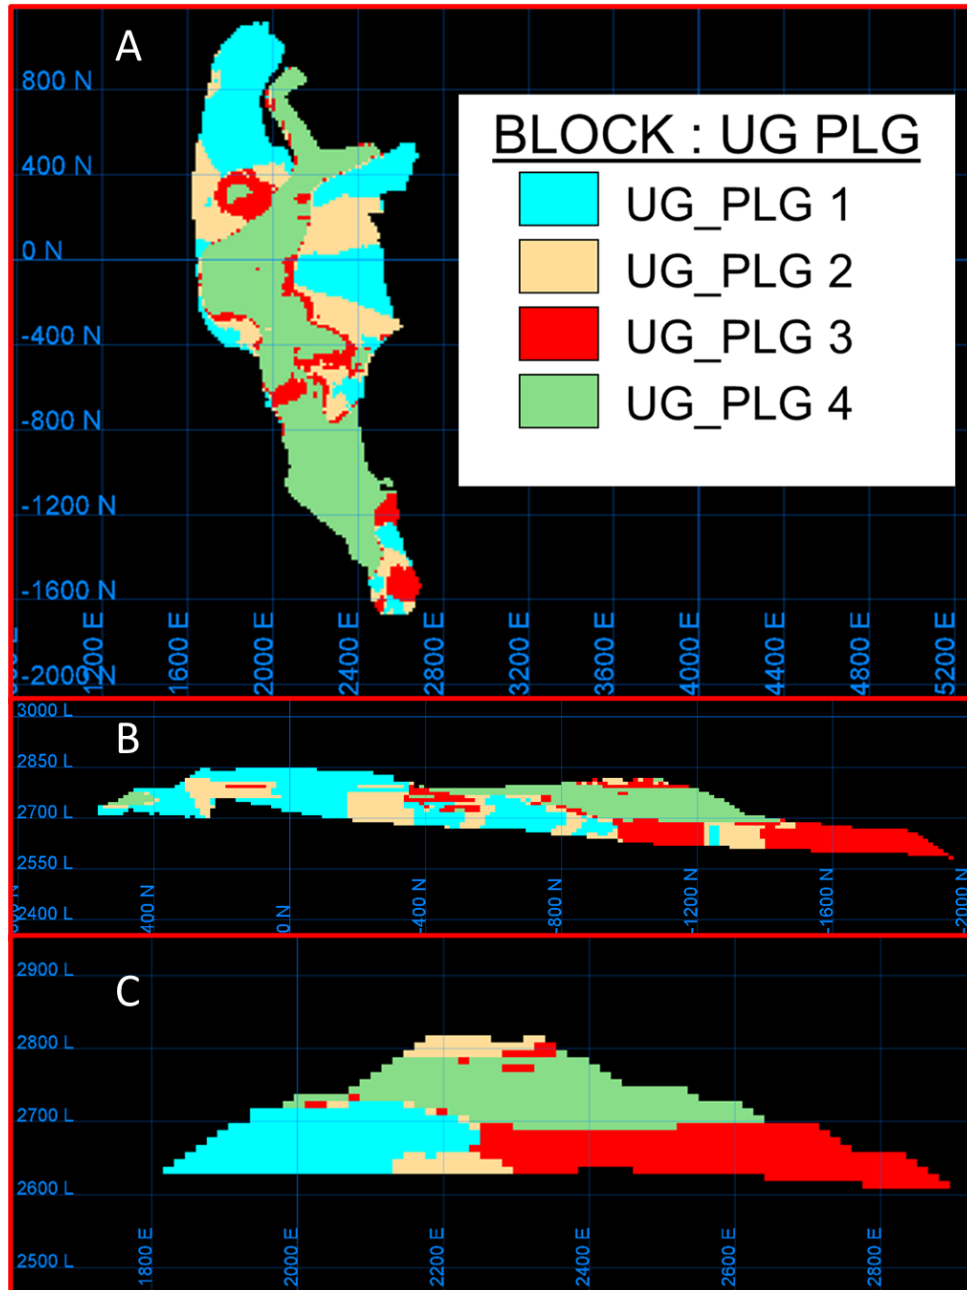 A
800 N
400 N
0 N
-400 N
-800 N
-1200 N
-1600 N
-2000 N
1200 E
1600 E
2000 E
2400 E
2800 E
3200 E
3600 E
4000 E
4400 E
4800 E
5200 E
BLOCK : UG PLG
UG_PLG 1
UG_PLG 2
UG_PLG 3
UG_PLG 4
B
3000 L
2850 L
2700 L
2550 L
2400 L
400 N
0 N
-400 N
-800 N
-1200 N
-1600 N
-2000 N
C
2900 L
2800 L
2700 L
2600 L
2500 L
1800 E
2000 E
2200 E
2400 E
2600 E
2800 E